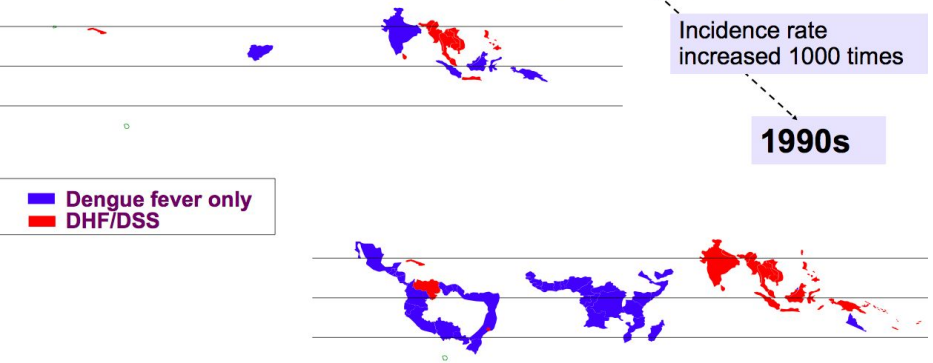 Incidence rate
increased 1000 times
1990s
Dengue fever only
DHF/DSS